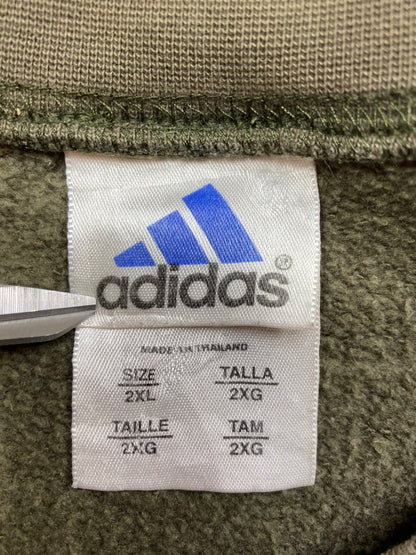 adidas®
MADE IN THAILAND
SIZE TALLA
2XL 2XG
TAILLE TAM
2XG 2XG